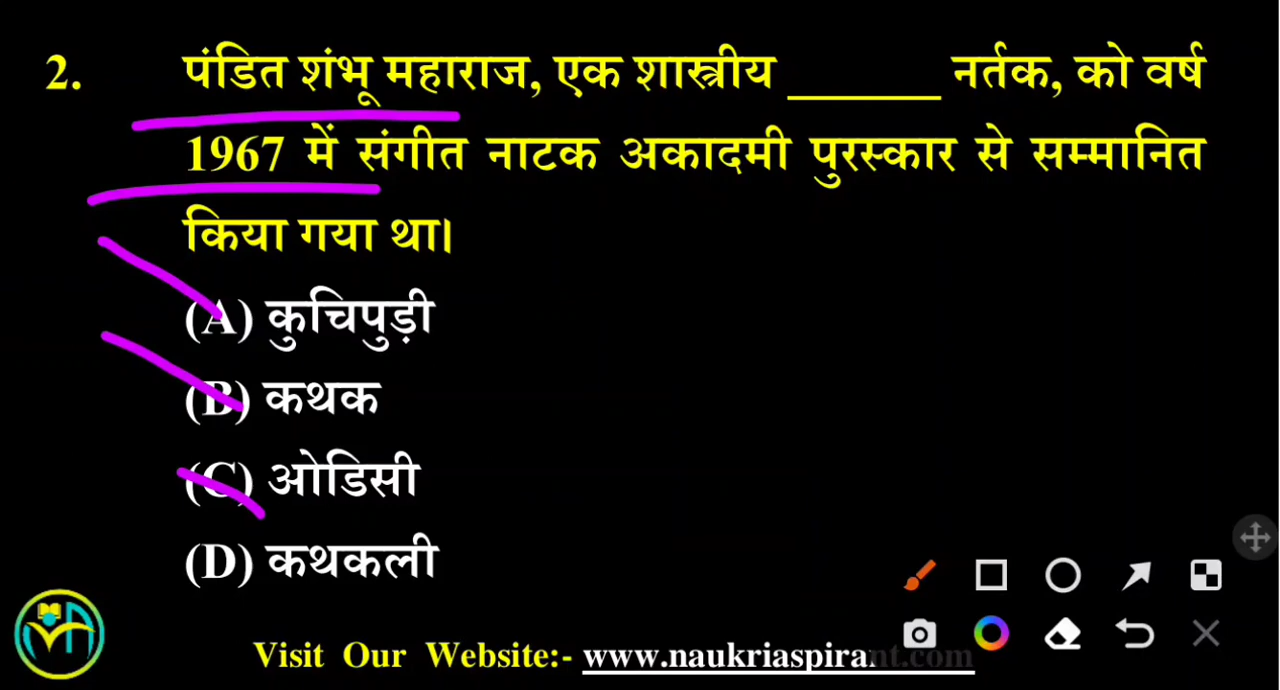 2. पंडित शंभू महाराज, एक शास्त्रीय ______ नर्तक, को वर्ष
1967 में संगीत नाटक अकादमी पुरस्कार से सम्मानित
किया गया था।
(A) कुचिपुड़ी
(B) कथक
(C) ओडिसी
(D) कथकली
Visit Our Website:- www.naukriaspirant.com